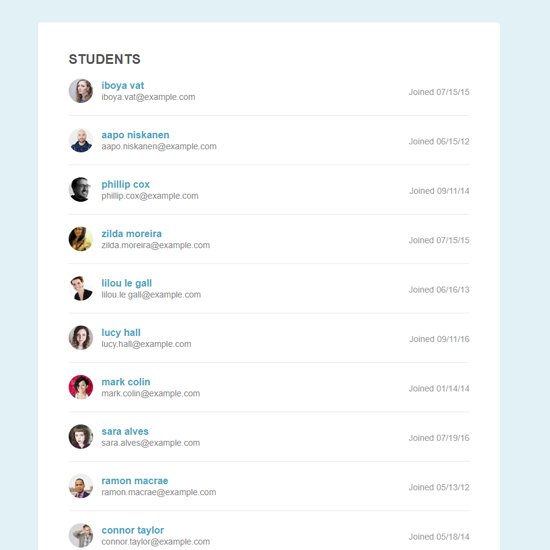 STUDENTS
iboya vat
iboya.vat@example.com
Joined 07/15/15
aapo niskanen
aapo.niskanen@example.com
Joined 06/15/12
phillip cox
phillip.cox@example.com
Joined 09/11/14
zilda moreira
zilda.moreira@example.com
Joined 07/15/15
lilou le gall
lilou.le gall@example.com
Joined 06/16/13
lucy hall
lucy.hall@example.com
Joined 09/11/16
mark colin
mark.colin@example.com
Joined 01/14/14
sara alves
sara.alves@example.com
Joined 07/19/16
ramon macrae
ramon.macrae@example.com
Joined 05/13/12
connor taylor
connor.taylor@example.com
Joined 05/18/14